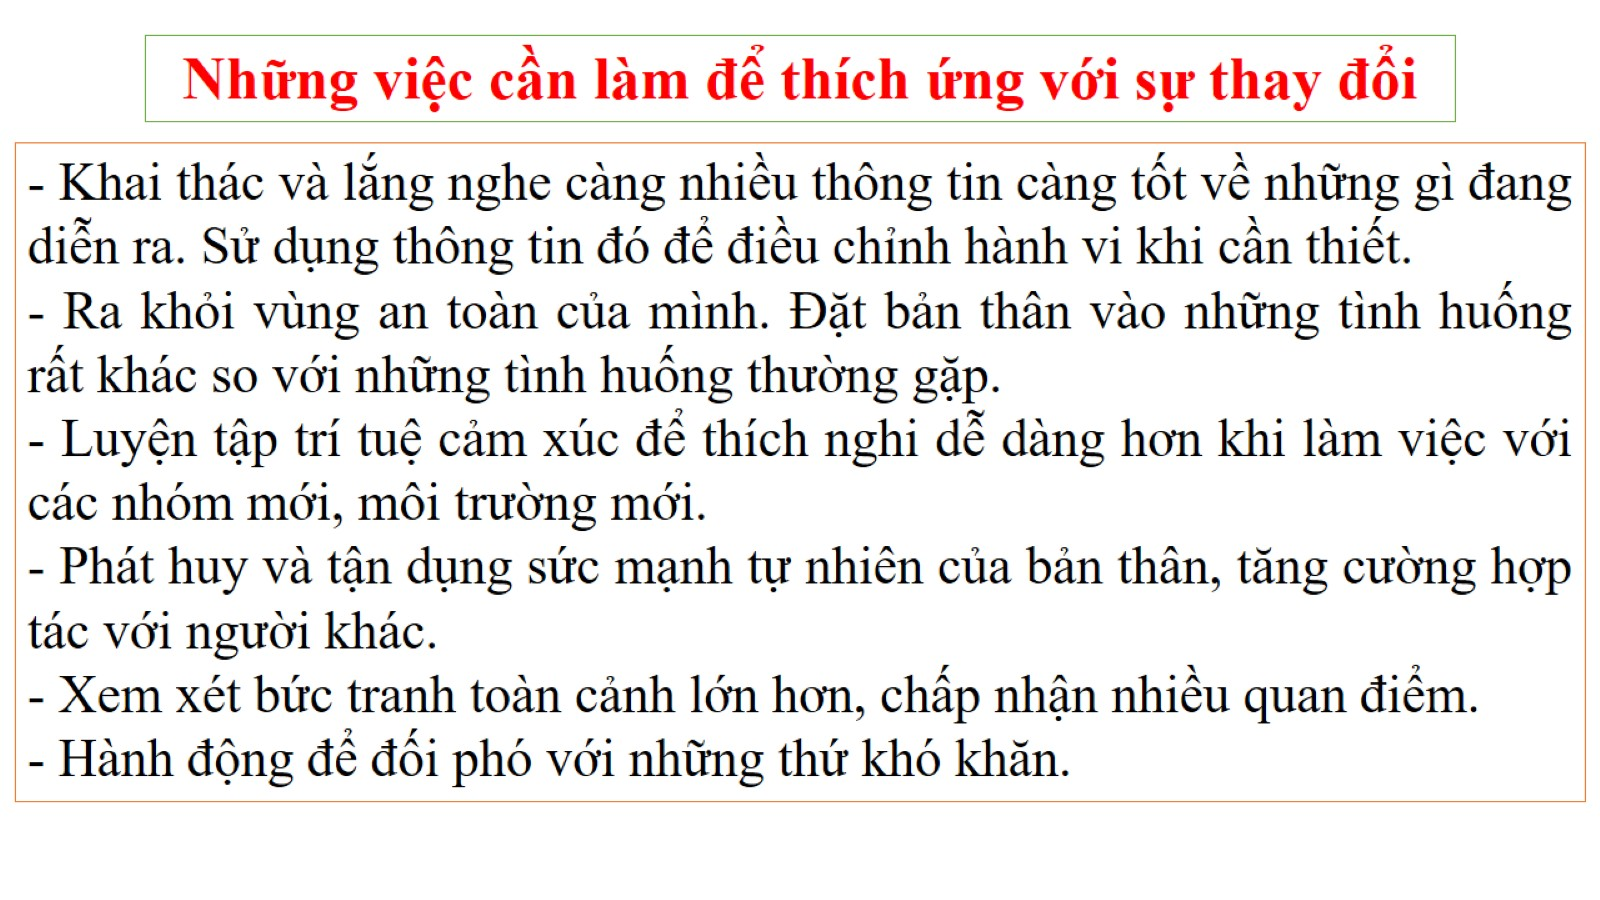 Những việc cần làm để thích ứng với sự thay đổi
- Khai thác và lắng nghe càng nhiều thông tin càng tốt về những gì đang
diễn ra. Sử dụng thông tin đó để điều chỉnh hành vi khi cần thiết.
- Ra khỏi vùng an toàn của mình. Đặt bản thân vào những tình huống
rất khác so với những tình huống thường gặp.
- Luyện tập trí tuệ cảm xúc để thích nghi dễ dàng hơn khi làm việc với
các nhóm mới, môi trường mới.
- Phát huy và tận dụng sức mạnh tự nhiên của bản thân, tăng cường hợp
tác với người khác.
- Xem xét bức tranh toàn cảnh lớn hơn, chấp nhận nhiều quan điểm.
- Hành động để đối phó với những thứ khó khăn.